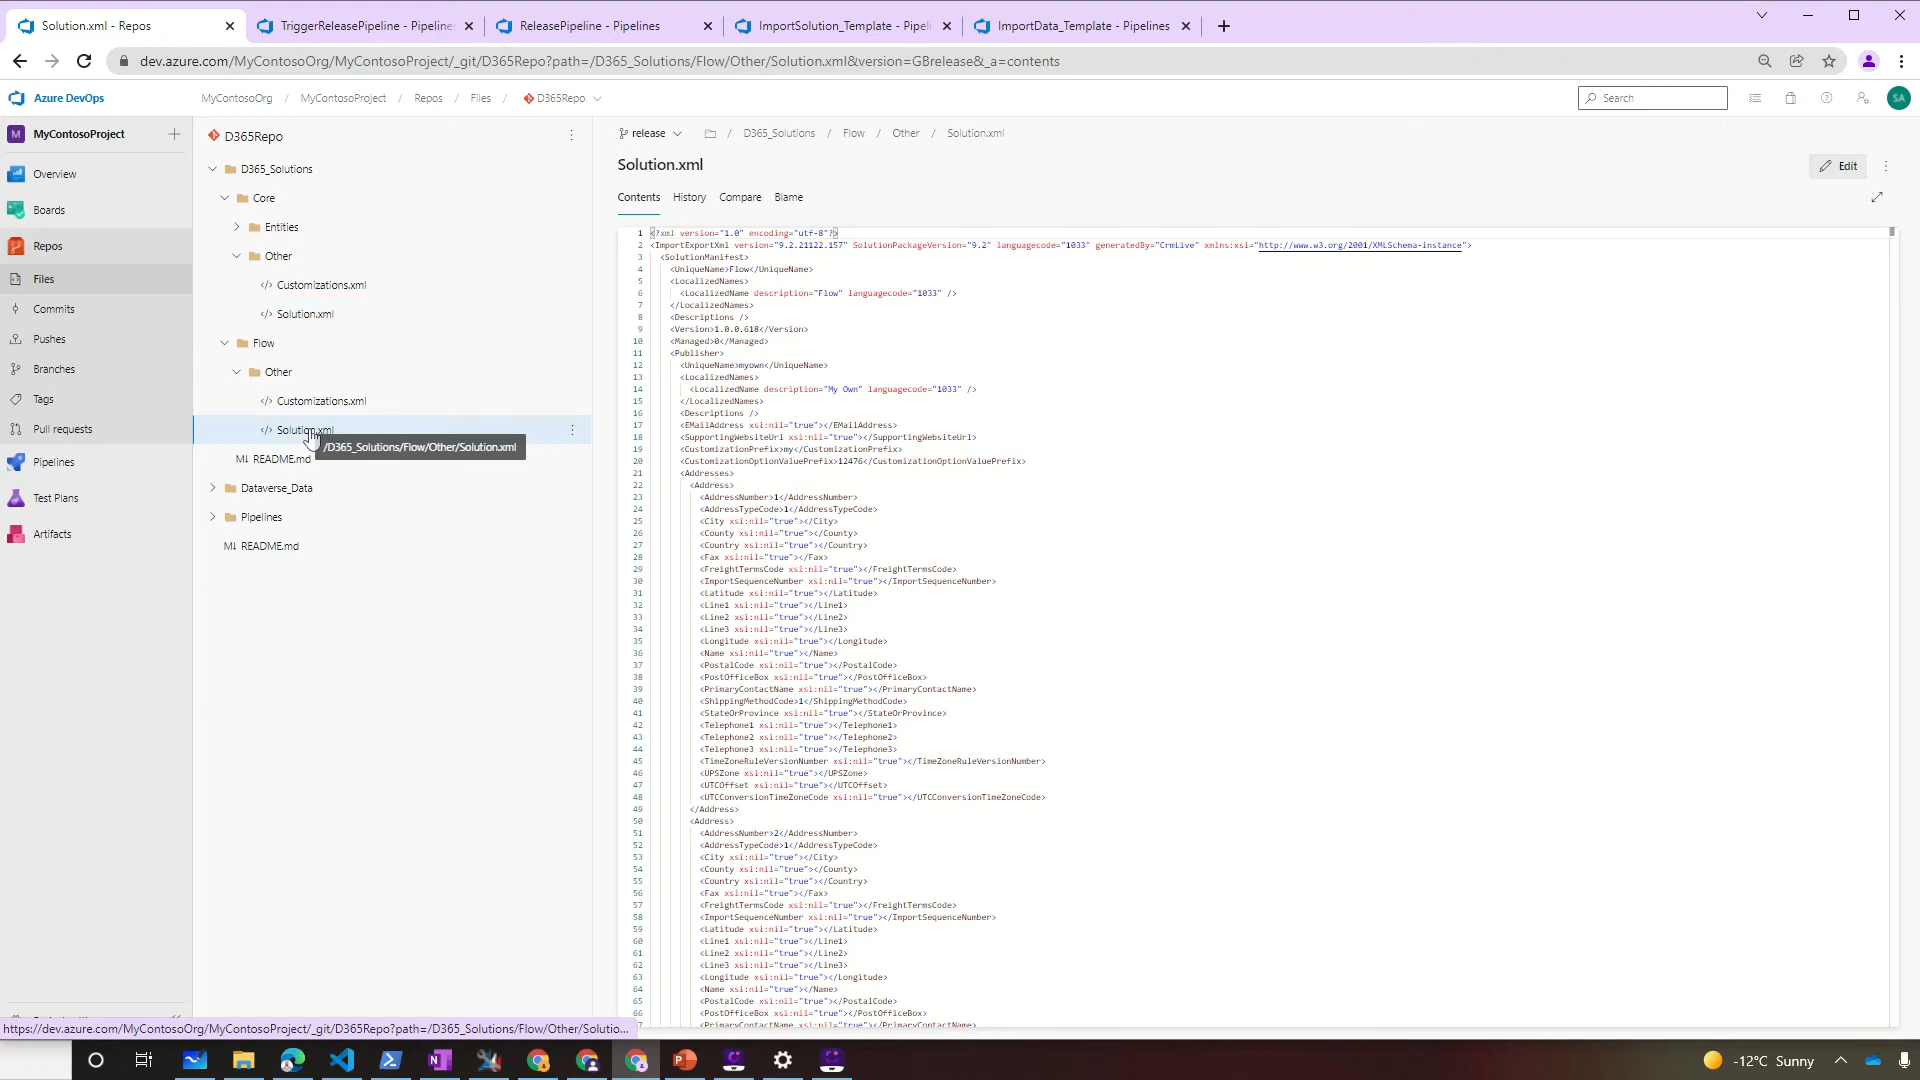 Solution.xml - Repos
TriggerReleasePipeline - Pipeline
ReleasePipeline - Pipelines
ImportSolution_Template - Pipeli
ImportData_Template - Pipelines
dev.azure.com/MyContosoOrg/MyContosoProject/_git/D365Repo?path=/D365_Solutions/Flow/Other/Solution.xml&version=GBrelease&_a=contents
Azure DevOps
MyContosoOrg / MyContosoProject / Repos / Files / D365Repo
Search
SA
M MyContosoProject
Overview
Boards
Repos
Files
Commits
Pushes
Branches
Tags
Pull requests
Pipelines
Test Plans
Artifacts
D365Repo
D365_Solutions
Core
Entities
Other
</> Customizations.xml
</> Solution.xml
Flow
Other
</> Customizations.xml
</> Solution.xml
/D365_Solutions/Flow/Other/Solution.xml
M↓ README.md
Dataverse_Data
Pipelines
M↓ README.md
release / D365_Solutions / Flow / Other / Solution.xml
Solution.xml
Edit
Contents History Compare Blame
1 <?xml version="1.0" encoding="utf-8"?>
2 <ImportExportXml version="9.2.21122.157" SolutionPackageVersion="9.2" languagecode="1033" generatedBy="CrmLive" xmlns:xsi="http://www.w3.org/2001/XMLSchema-instance">
3 <SolutionManifest>
4 <UniqueName>Flow</UniqueName>
5 <LocalizedNames>
6 <LocalizedName description="Flow" languagecode="1033" />
7 </LocalizedNames>
8 <Descriptions />
9 <Version>1.0.0.618</Version>
10 <Managed>0</Managed>
11 <Publisher>
12 <UniqueName>myown</UniqueName>
13 <LocalizedNames>
14 <LocalizedName description="My Own" languagecode="1033" />
15 </LocalizedNames>
16 <Descriptions />
17 <EMailAddress xsi:nil="true"></EMailAddress>
18 <SupportingWebsiteUrl xsi:nil="true"></SupportingWebsiteUrl>
19 <CustomizationPrefix>my</CustomizationPrefix>
20 <CustomizationOptionValuePrefix>12476</CustomizationOptionValuePrefix>
21 <Addresses>
22 <Address>
23 <AddressNumber>1</AddressNumber>
24 <AddressTypeCode>1</AddressTypeCode>
25 <City xsi:nil="true"></City>
26 <County xsi:nil="true"></County>
27 <Country xsi:nil="true"></Country>
28 <Fax xsi:nil="true"></Fax>
29 <FreightTermsCode xsi:nil="true"></FreightTermsCode>
30 <ImportSequenceNumber xsi:nil="true"></ImportSequenceNumber>
31 <Latitude xsi:nil="true"></Latitude>
32 <Line1 xsi:nil="true"></Line1>
33 <Line2 xsi:nil="true"></Line2>
34 <Line3 xsi:nil="true"></Line3>
35 <Longitude xsi:nil="true"></Longitude>
36 <Name xsi:nil="true"></Name>
37 <PostalCode xsi:nil="true"></PostalCode>
38 <PostOfficeBox xsi:nil="true"></PostOfficeBox>
39 <PrimaryContactName xsi:nil="true"></PrimaryContactName>
40 <ShippingMethodCode>1</ShippingMethodCode>
41 <StateOrProvince xsi:nil="true"></StateOrProvince>
42 <Telephone1 xsi:nil="true"></Telephone1>
43 <Telephone2 xsi:nil="true"></Telephone2>
44 <Telephone3 xsi:nil="true"></Telephone3>
45 <TimeZoneRuleVersionNumber xsi:nil="true"></TimeZoneRuleVersionNumber>
46 <UPSZone xsi:nil="true"></UPSZone>
47 <UTCOffset xsi:nil="true"></UTCOffset>
48 <UTCConversionTimeZoneCode xsi:nil="true"></UTCConversionTimeZoneCode>
49 </Address>
50 <Address>
51 <AddressNumber>2</AddressNumber>
52 <AddressTypeCode>1</AddressTypeCode>
53 <City xsi:nil="true"></City>
54 <County xsi:nil="true"></County>
55 <Country xsi:nil="true"></Country>
56 <Fax xsi:nil="true"></Fax>
57 <FreightTermsCode xsi:nil="true"></FreightTermsCode>
58 <ImportSequenceNumber xsi:nil="true"></ImportSequenceNumber>
59 <Latitude xsi:nil="true"></Latitude>
60 <Line1 xsi:nil="true"></Line1>
61 <Line2 xsi:nil="true"></Line2>
62 <Line3 xsi:nil="true"></Line3>
63 <Longitude xsi:nil="true"></Longitude>
64 <Name xsi:nil="true"></Name>
65 <PostalCode xsi:nil="true"></PostalCode>
66 <PostOfficeBox xsi:nil="true"></PostOfficeBox>
<PrimaryContactName xsi:nil="true"></PrimaryContactName>
https://dev.azure.com/MyContosoOrg/MyContosoProject/_git/D365Repo?path=/D365_Solutions/Flow/Other/Solutio...
-12°C Sunny